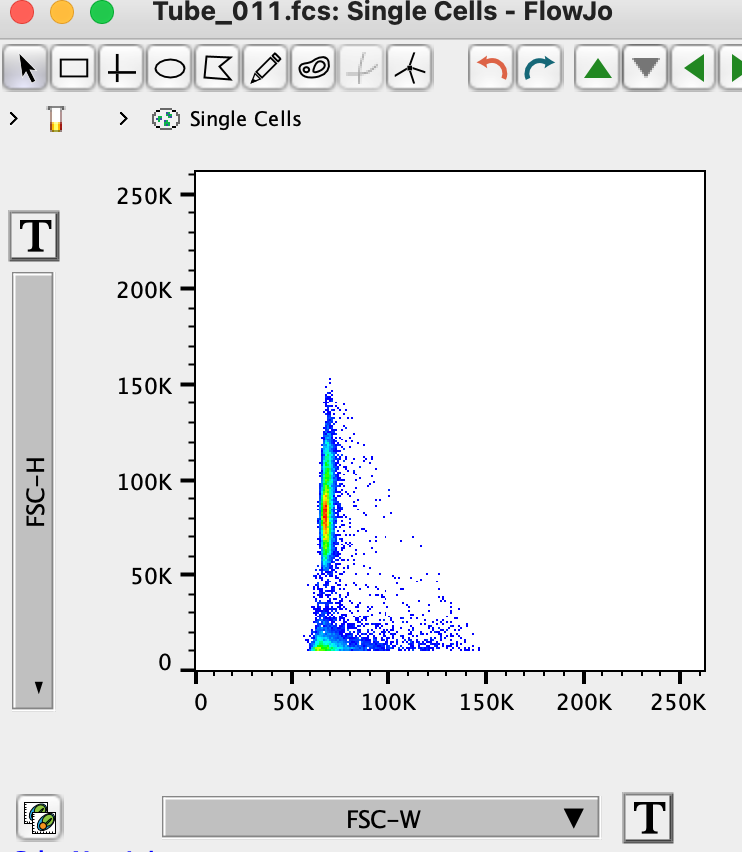 Tube_011.fcs: Single Cells - FlowJo
Single Cells
250K
T
200K
150K
FSC-H
100K
50K
0
0 50K 100K 150K 200K 250K
FSC-W
T